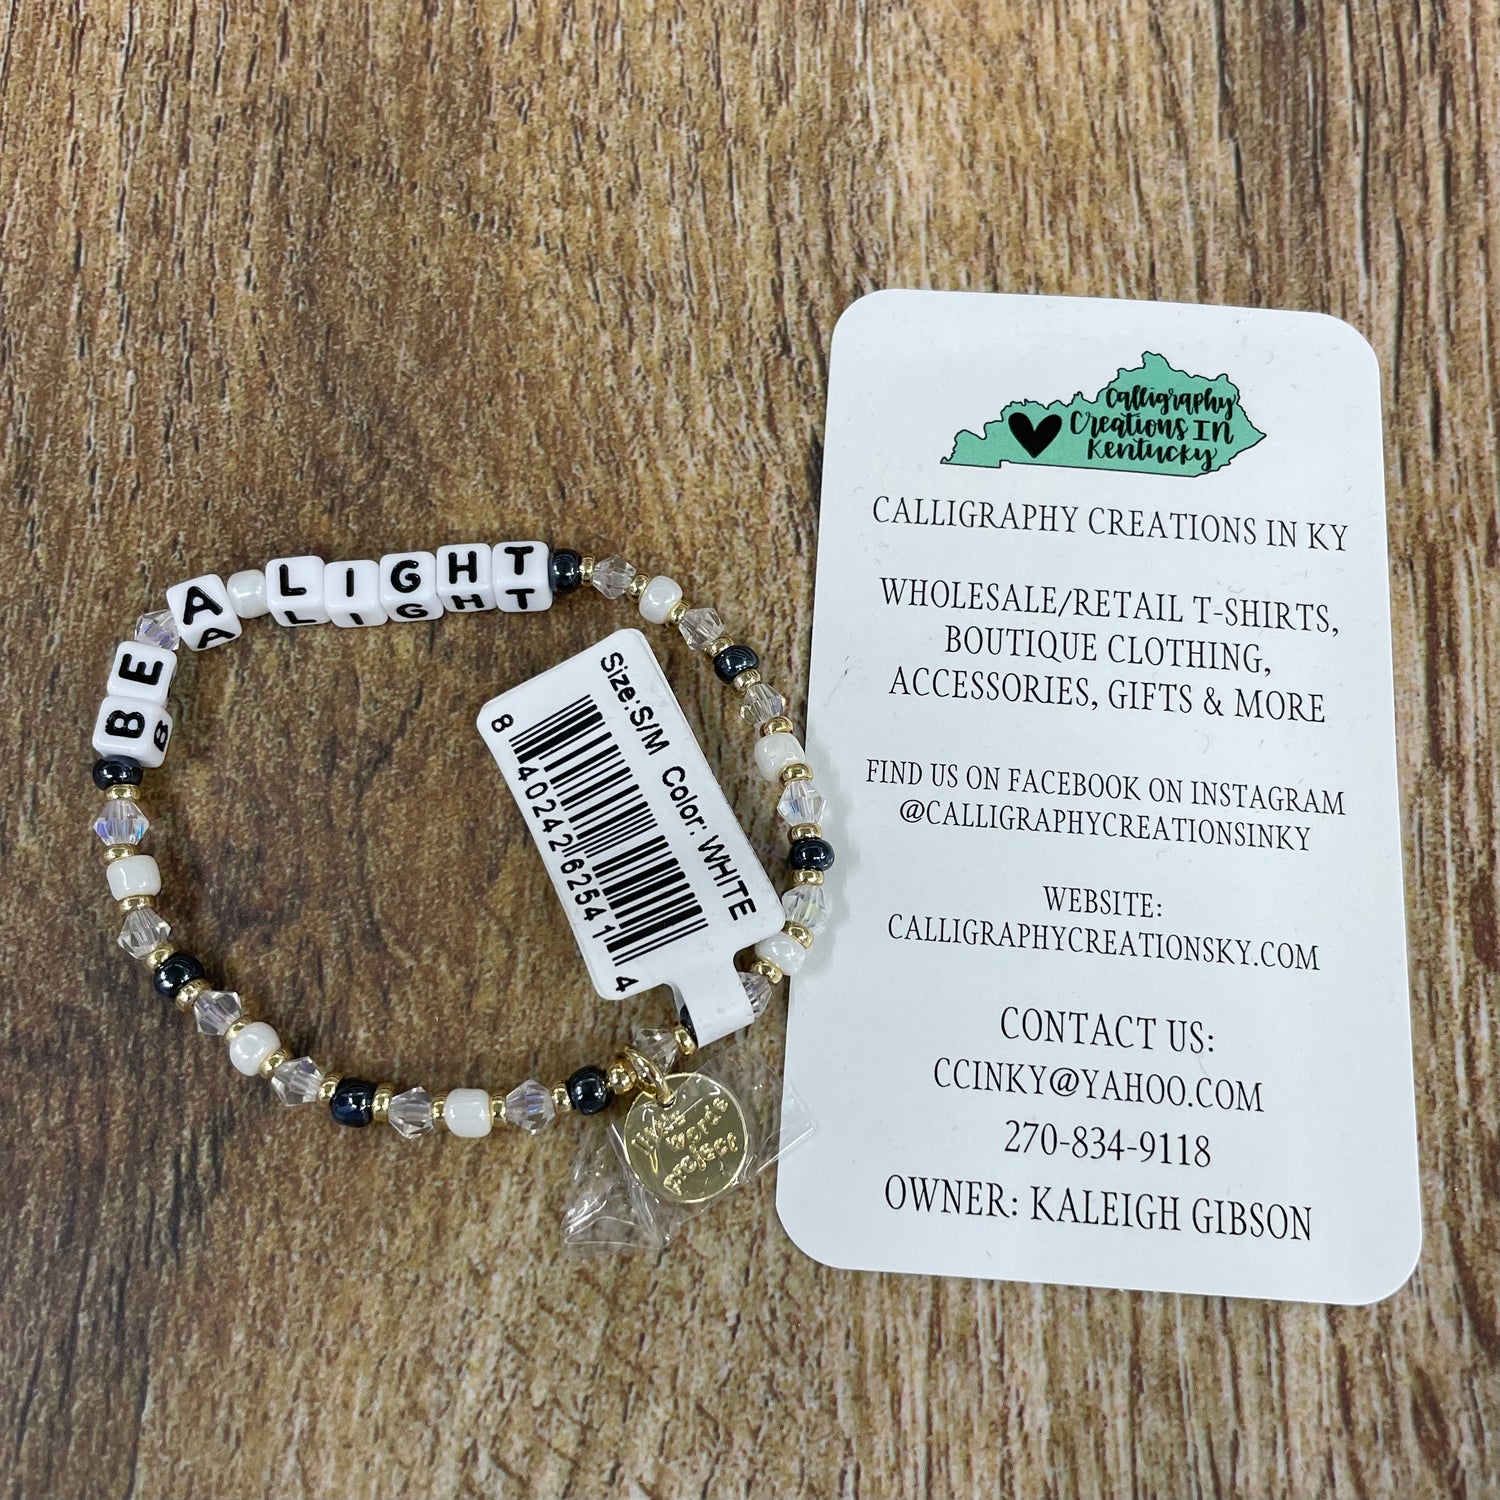 BE A LIGHT
Size:S/M Color: WHITE
8 40242 62541 4
little
words
project
Calligraphy
Creations IN
Kentucky
CALLIGRAPHY CREATIONS IN KY
WHOLESALE/RETAIL T-SHIRTS,
BOUTIQUE CLOTHING,
ACCESSORIES, GIFTS & MORE
FIND US ON FACEBOOK ON INSTAGRAM
@CALLIGRAPHYCREATIONSINKY
WEBSITE:
CALLIGRAPHYCREATIONSKY.COM
CONTACT US:
CCINKY@YAHOO.COM
270-834-9118
OWNER: KALEIGH GIBSON